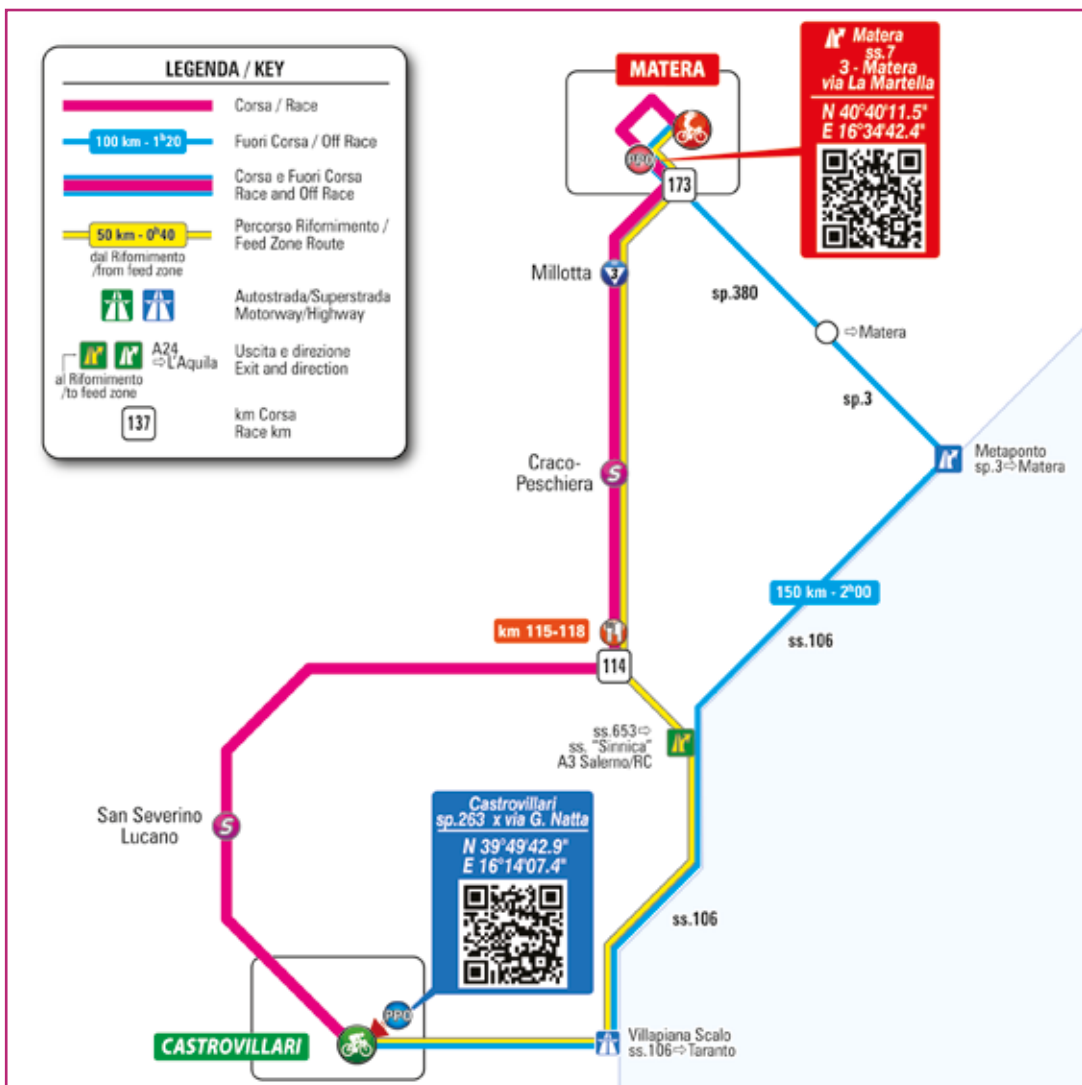 LEGENDA / KEY
Corsa / Race
100 km - 1ʰ20
Fuori Corsa / Off Race
Corsa e Fuori Corsa
Race and Off Race
50 km - 0ʰ40
dal Rifornimento
/from feed zone
Percorso Rifornimento /
Feed Zone Route
Autostrada/Superstrada
Motorway/Highway
A24
⇨L'Aquila
al Rifornimento
/to feed zone
Uscita e direzione
Exit and direction
137
km Corsa
Race km
MATERA
Matera
ss.7
3 - Matera
via La Martella
N 40°40'11.5"
E 16°34'42.4"
PPO
173
Millotta
3
sp.380
⇨Matera
sp.3
Metaponto
sp.3⇨Matera
Craco-
Peschiera
S
150 km - 2ʰ00
ss.106
km 115-118
114
ss.653⇨
ss. "Sinnica"
A3 Salerno/RC
San Severino
Lucano
S
Castrovillari
sp.263 x via G. Natta
N 39°49'42.9"
E 16°14'07.4"
ss.106
PPO
CASTROVILLARI
Villapiana Scalo
ss.106⇨Taranto